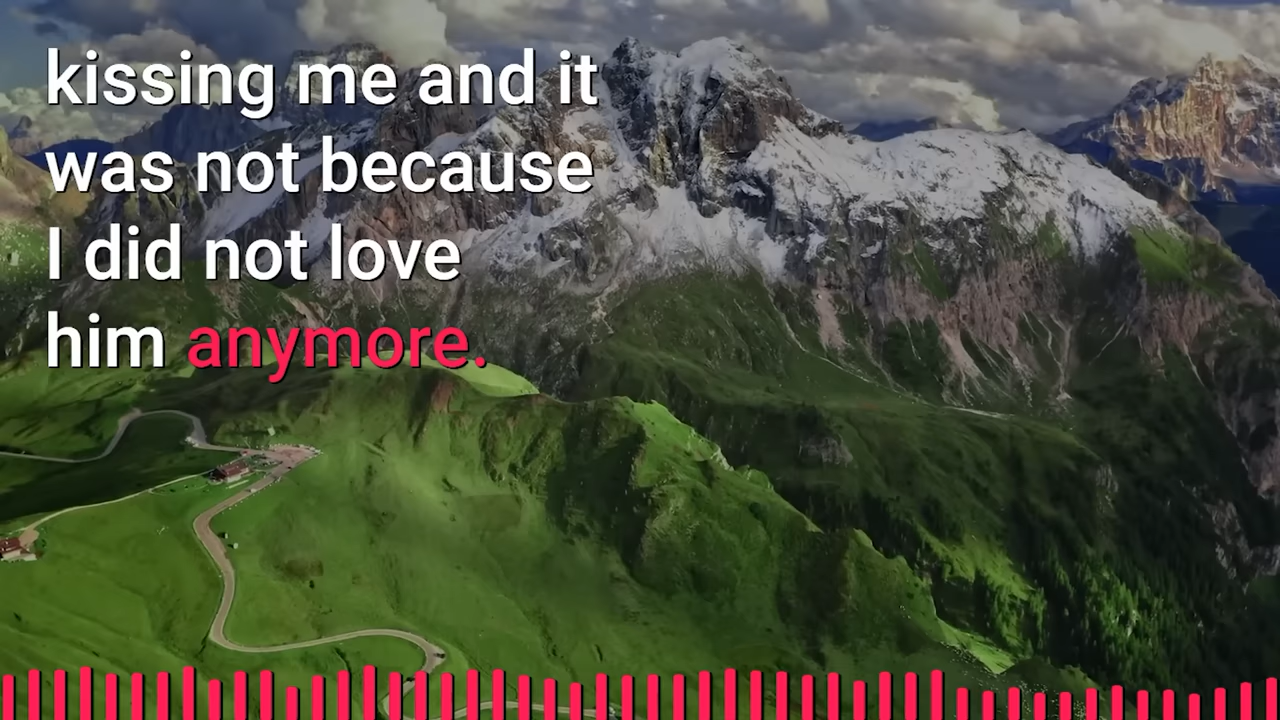 kissing me and it
was not because
I did not love
him anymore.